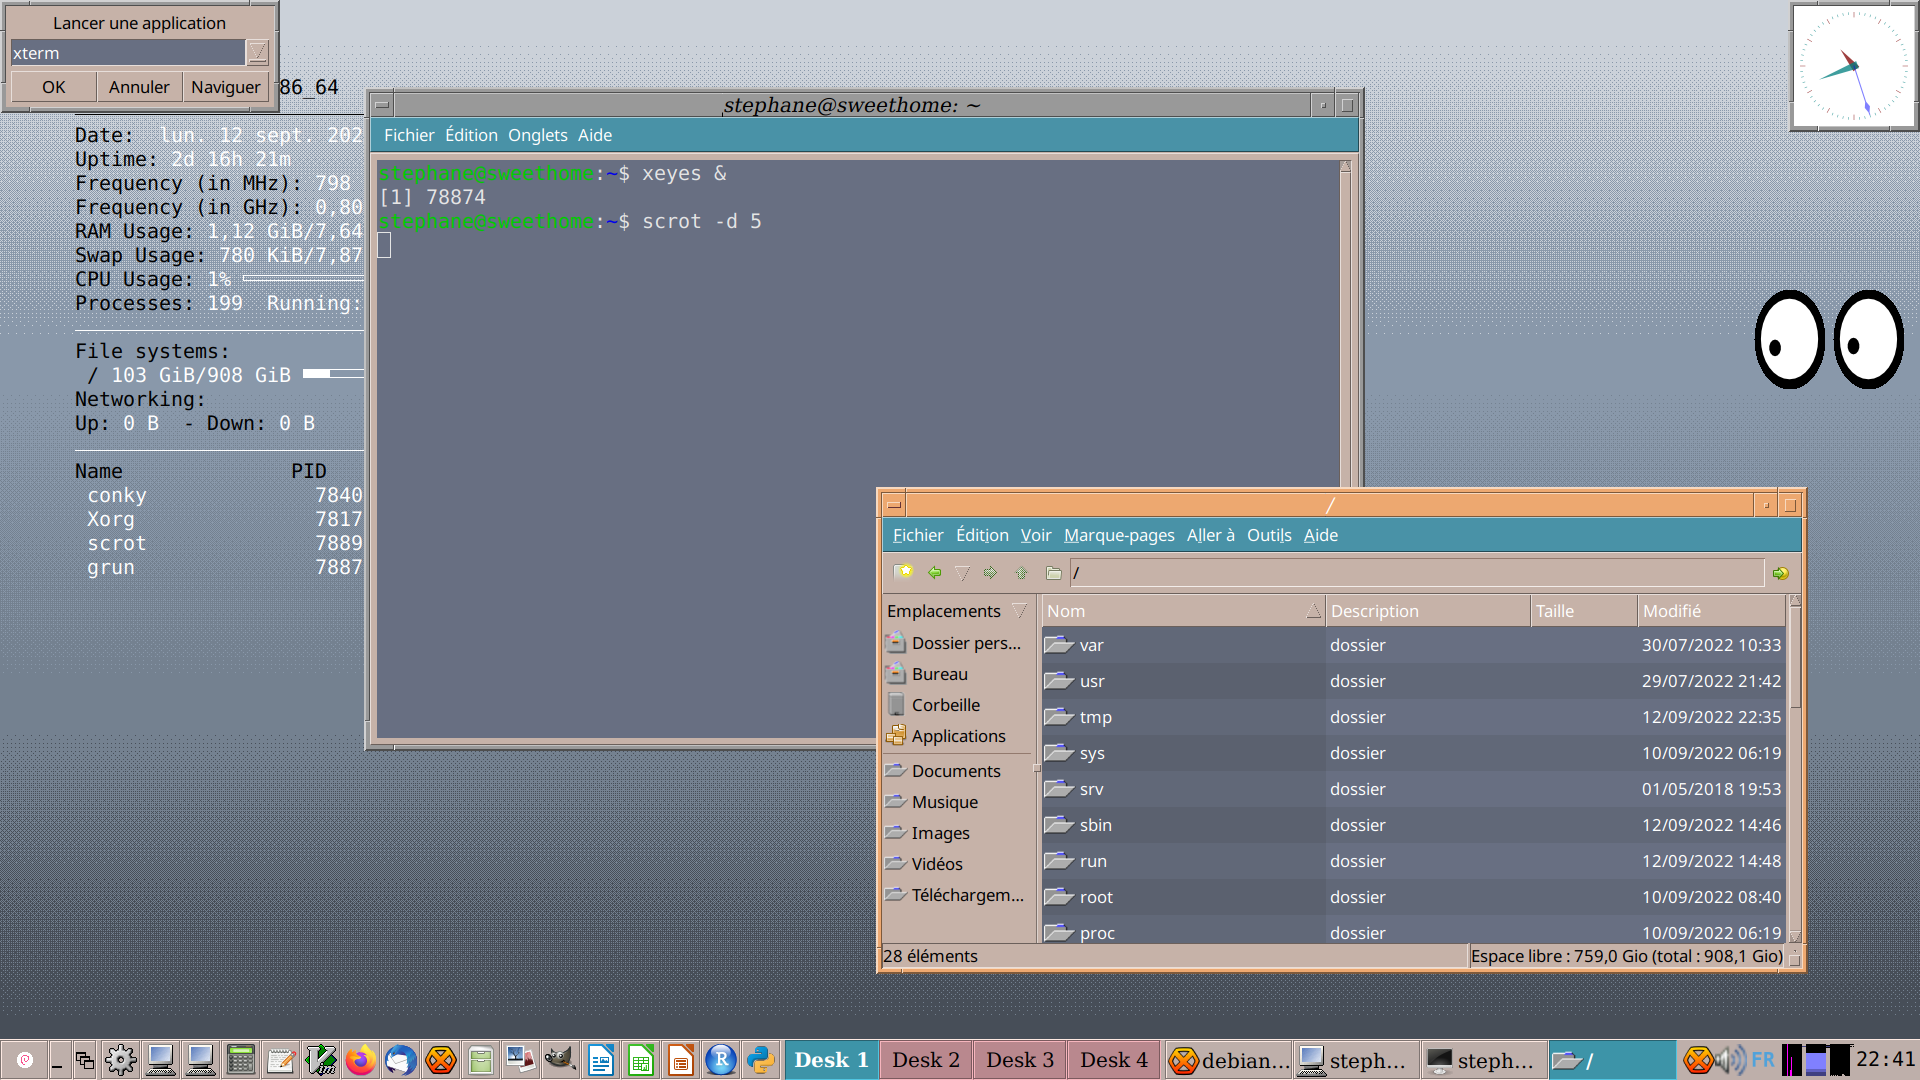 Lancer une application
xterm
OK Annuler Naviguer
86_64
Date: lun. 12 sept. 202
Uptime: 2d 16h 21m
Frequency (in MHz): 798
Frequency (in GHz): 0,80
RAM Usage: 1,12 GiB/7,64
Swap Usage: 780 KiB/7,87
CPU Usage: 1%
Processes: 199 Running:
File systems:
/ 103 GiB/908 GiB
Networking:
Up: 0 B - Down: 0 B
Name PID
conky 7840
Xorg 7817
scrot 7889
grun 7887
stephane@sweethome: ~
Fichier Édition Onglets Aide
stephane@sweethome:~$ xeyes &
[1] 78874
stephane@sweethome:~$ scrot -d 5
/
Fichier Édition Voir Marque-pages Aller à Outils Aide
/
Emplacements
Dossier pers...
Bureau
Corbeille
Applications
Documents
Musique
Images
Vidéos
Téléchargem...
Nom Description Taille Modifié
var dossier 30/07/2022 10:33
usr dossier 29/07/2022 21:42
tmp dossier 12/09/2022 22:35
sys dossier 10/09/2022 06:19
srv dossier 01/05/2018 19:53
sbin dossier 12/09/2022 14:46
run dossier 12/09/2022 14:48
root dossier 10/09/2022 08:40
proc dossier 10/09/2022 06:19
28 éléments Espace libre : 759,0 Gio (total : 908,1 Gio)
Desk 1 Desk 2 Desk 3 Desk 4 debian... steph... steph... / FR 22:41